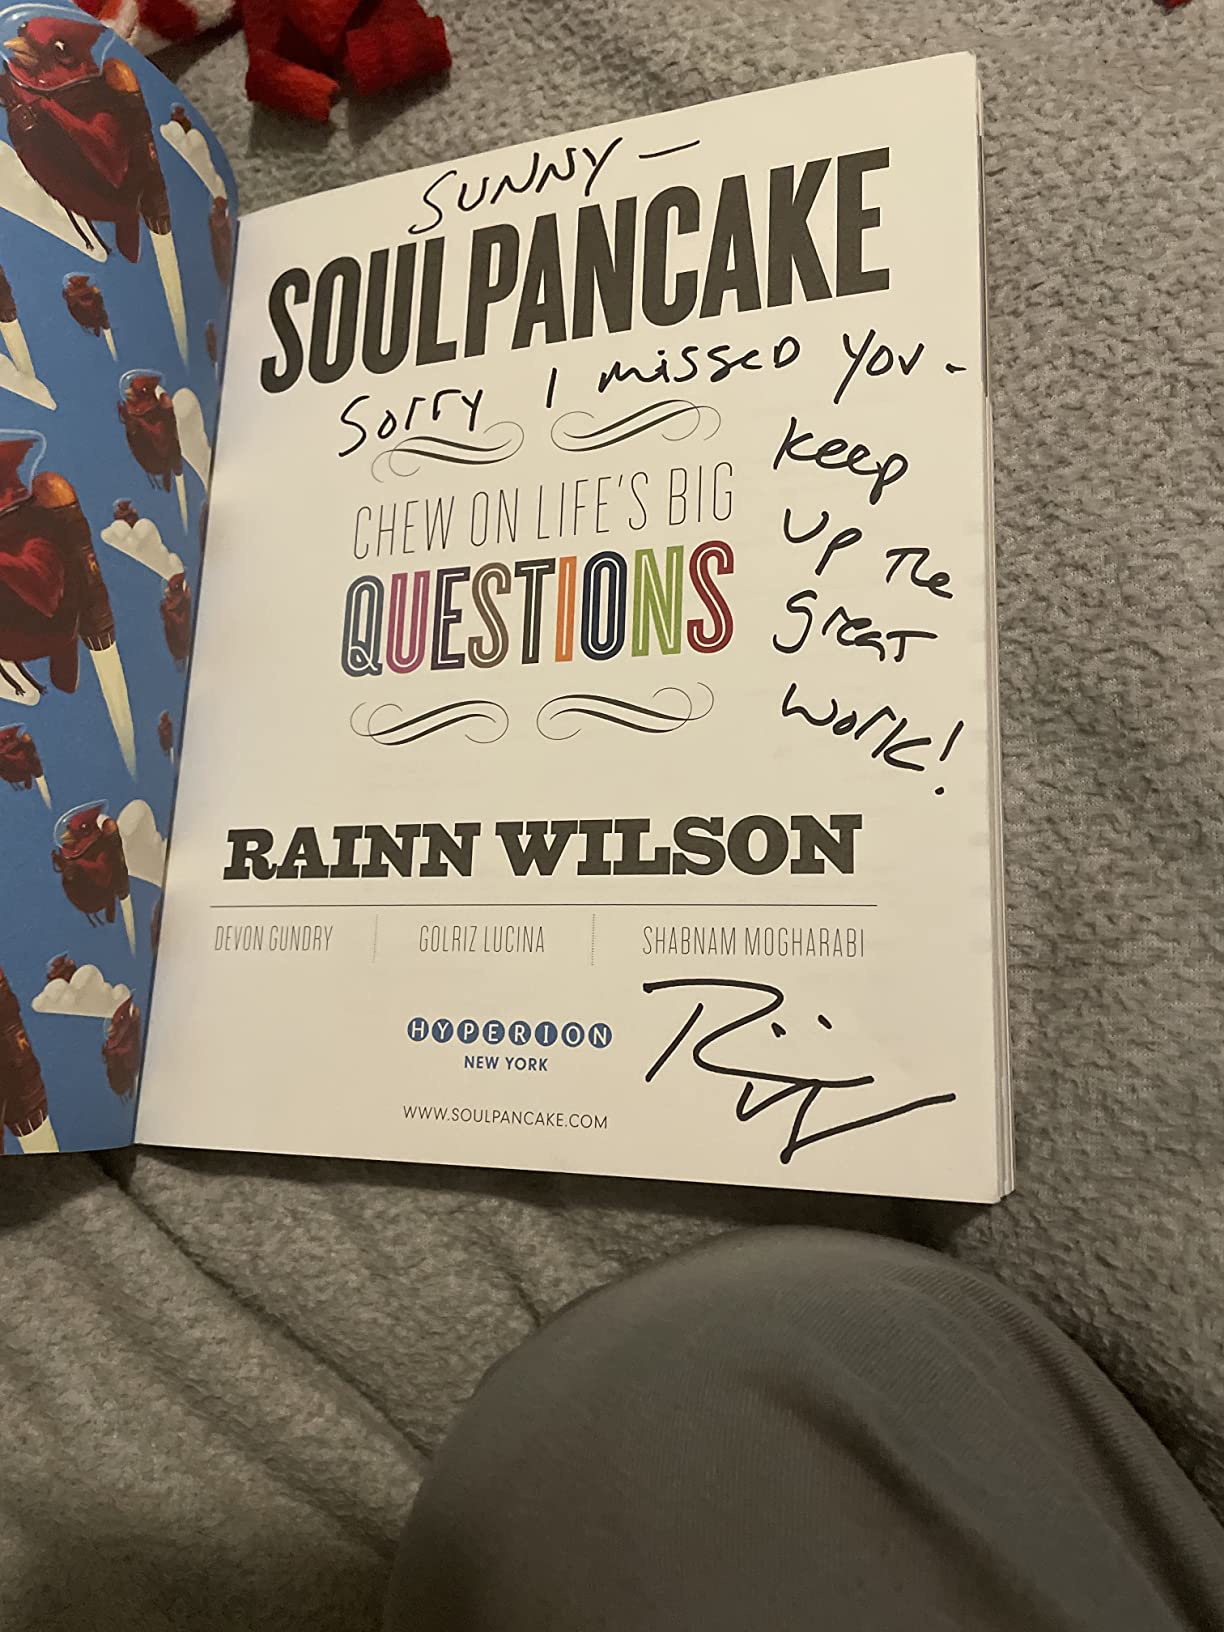 SUNNY —
SOULPANCAKE
Sorry I missed you -
CHEW ON LIFE'S BIG
QUESTIONS
keep
up the
great
work!
RAINN WILSON
DEVON GUNDRY
GOLRIZ LUCINA
SHABNAM MOGHARABI
HYPERION
NEW YORK
WWW.SOULPANCAKE.COM